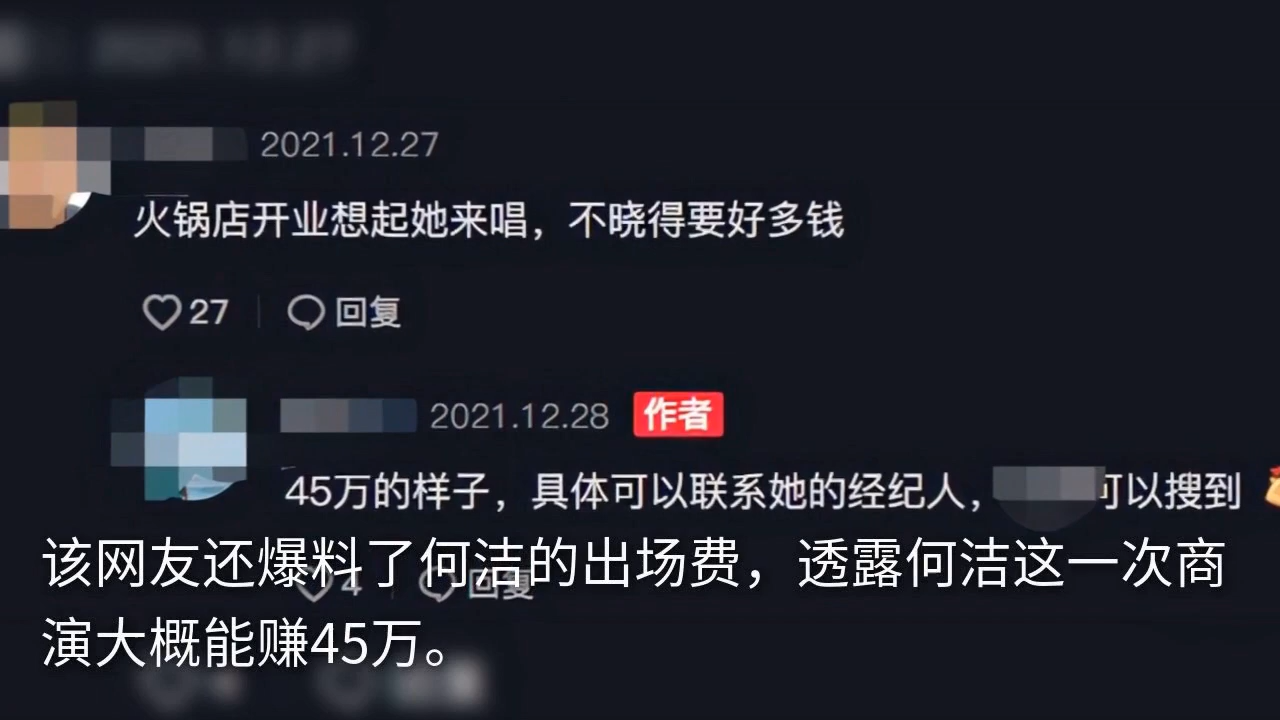 2021.12.27
火锅店开业想起她来唱，不晓得要好多钱
27 回复
2021.12.28 作者
45万的样子，具体可以联系她的经纪人， 可以搜到
该网友还爆料了何洁的出场费，透露何洁这一次商
4 回复
演大概能赚45万。